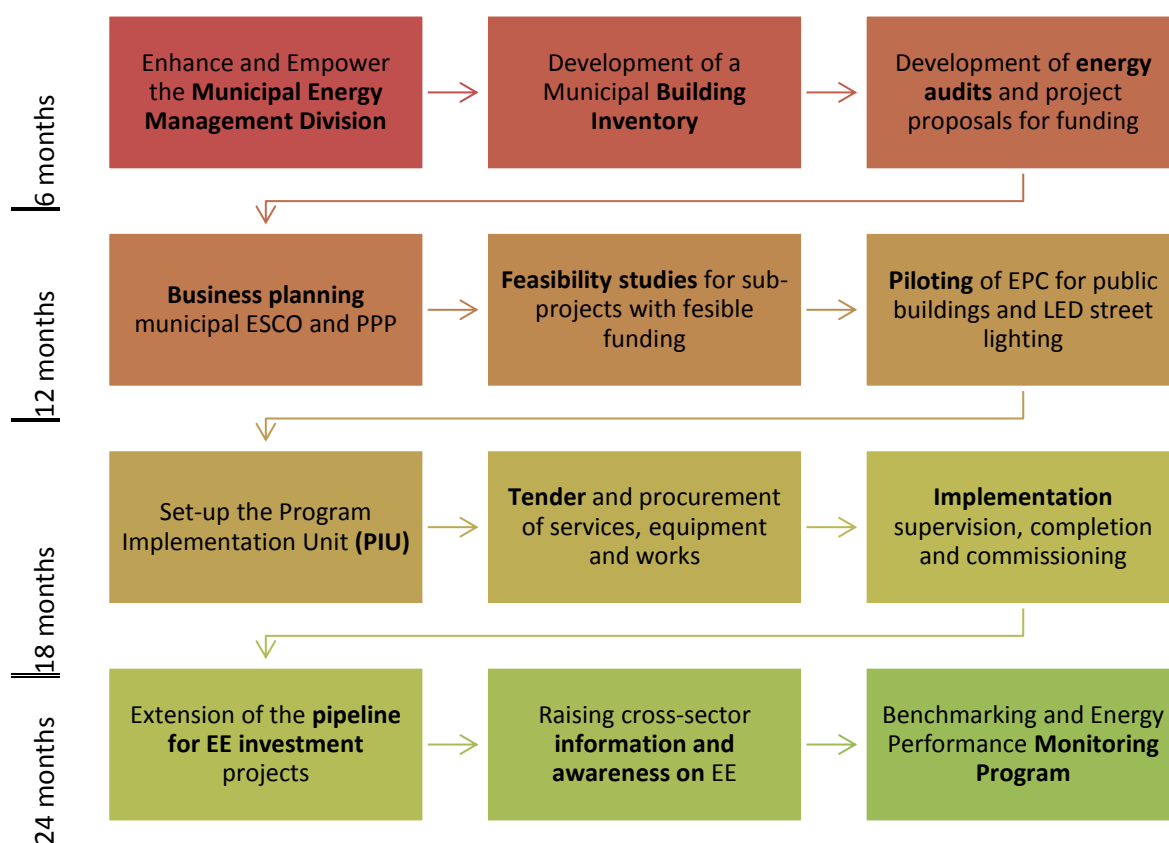 6 months
Enhance and Empower
the Municipal Energy
Management Division
Development of a
Municipal Building
Inventory
Development of energy
audits and project
proposals for funding
12 months
Business planning
municipal ESCO and PPP
Feasibility studies for sub-
projects with fesible
funding
Piloting of EPC for public
buildings and LED street
lighting
18 months
Set-up the Program
Implementation Unit (PIU)
Tender and procurement
of services, equipment
and works
Implementation
supervision, completion
and commissioning
24 months
Extension of the pipeline
for EE investment
projects
Raising cross-sector
information and
awareness on EE
Benchmarking and Energy
Performance Monitoring
Program